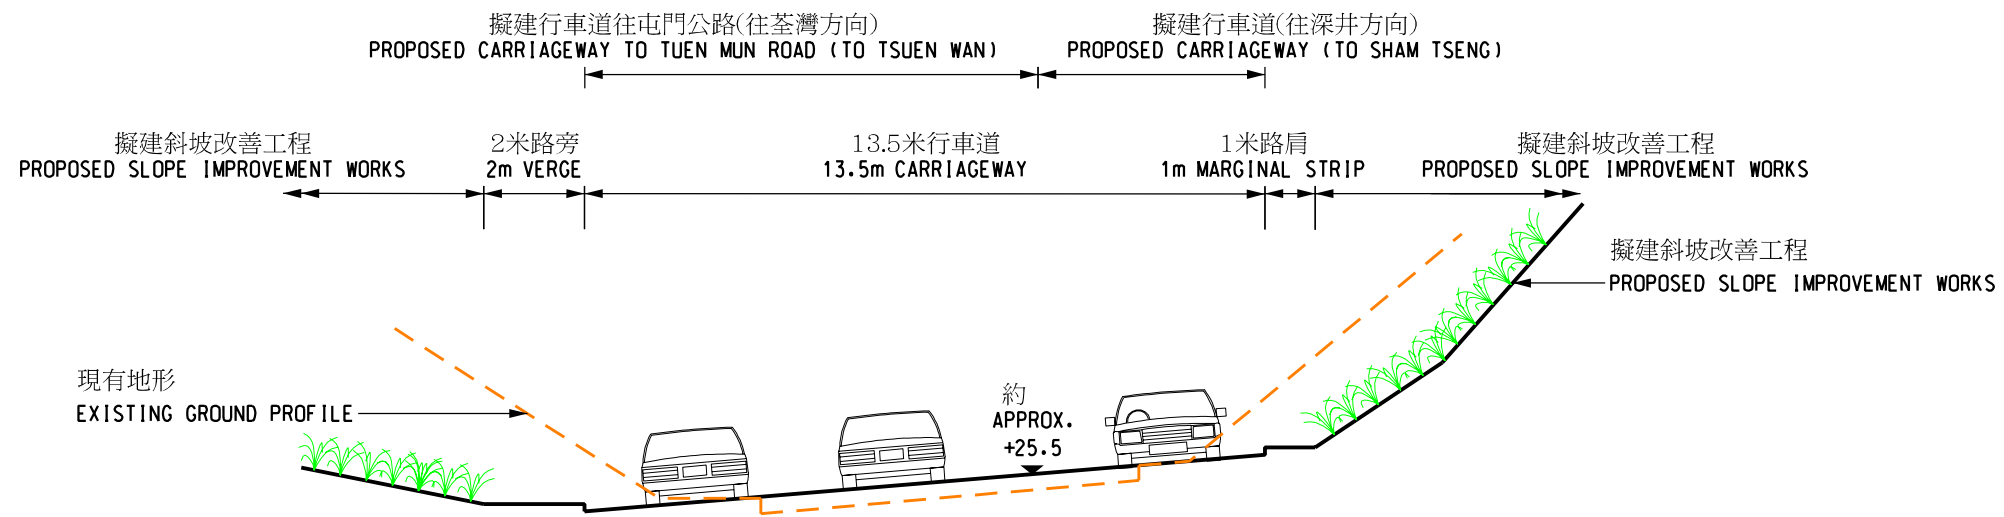 擬建行車道往屯門公路(往荃灣方向)
PROPOSED CARRIAGEWAY TO TUEN MUN ROAD (TO TSUEN WAN)
擬建行車道(往深井方向)
PROPOSED CARRIAGEWAY (TO SHAM TSENG)
擬建斜坡改善工程
PROPOSED SLOPE IMPROVEMENT WORKS
2米路旁
2m VERGE
13.5米行車道
13.5m CARRIAGEWAY
1米路肩
1m MARGINAL STRIP
擬建斜坡改善工程
PROPOSED SLOPE IMPROVEMENT WORKS
擬建斜坡改善工程
PROPOSED SLOPE IMPROVEMENT WORKS
現有地形
EXISTING GROUND PROFILE
約
APPROX.
+25.5